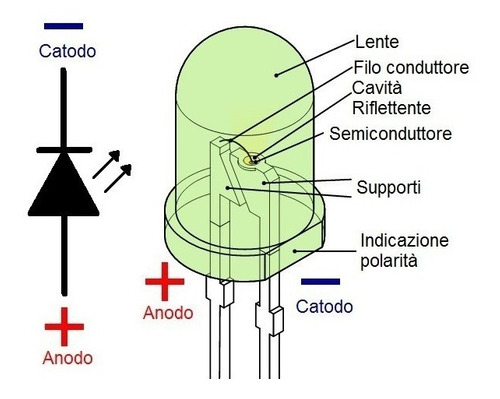 Catodo
Anodo
Lente
Filo conduttore
Cavità
Riflettente
Semiconduttore
Supporti
Indicazione
polarità
Anodo
Catodo